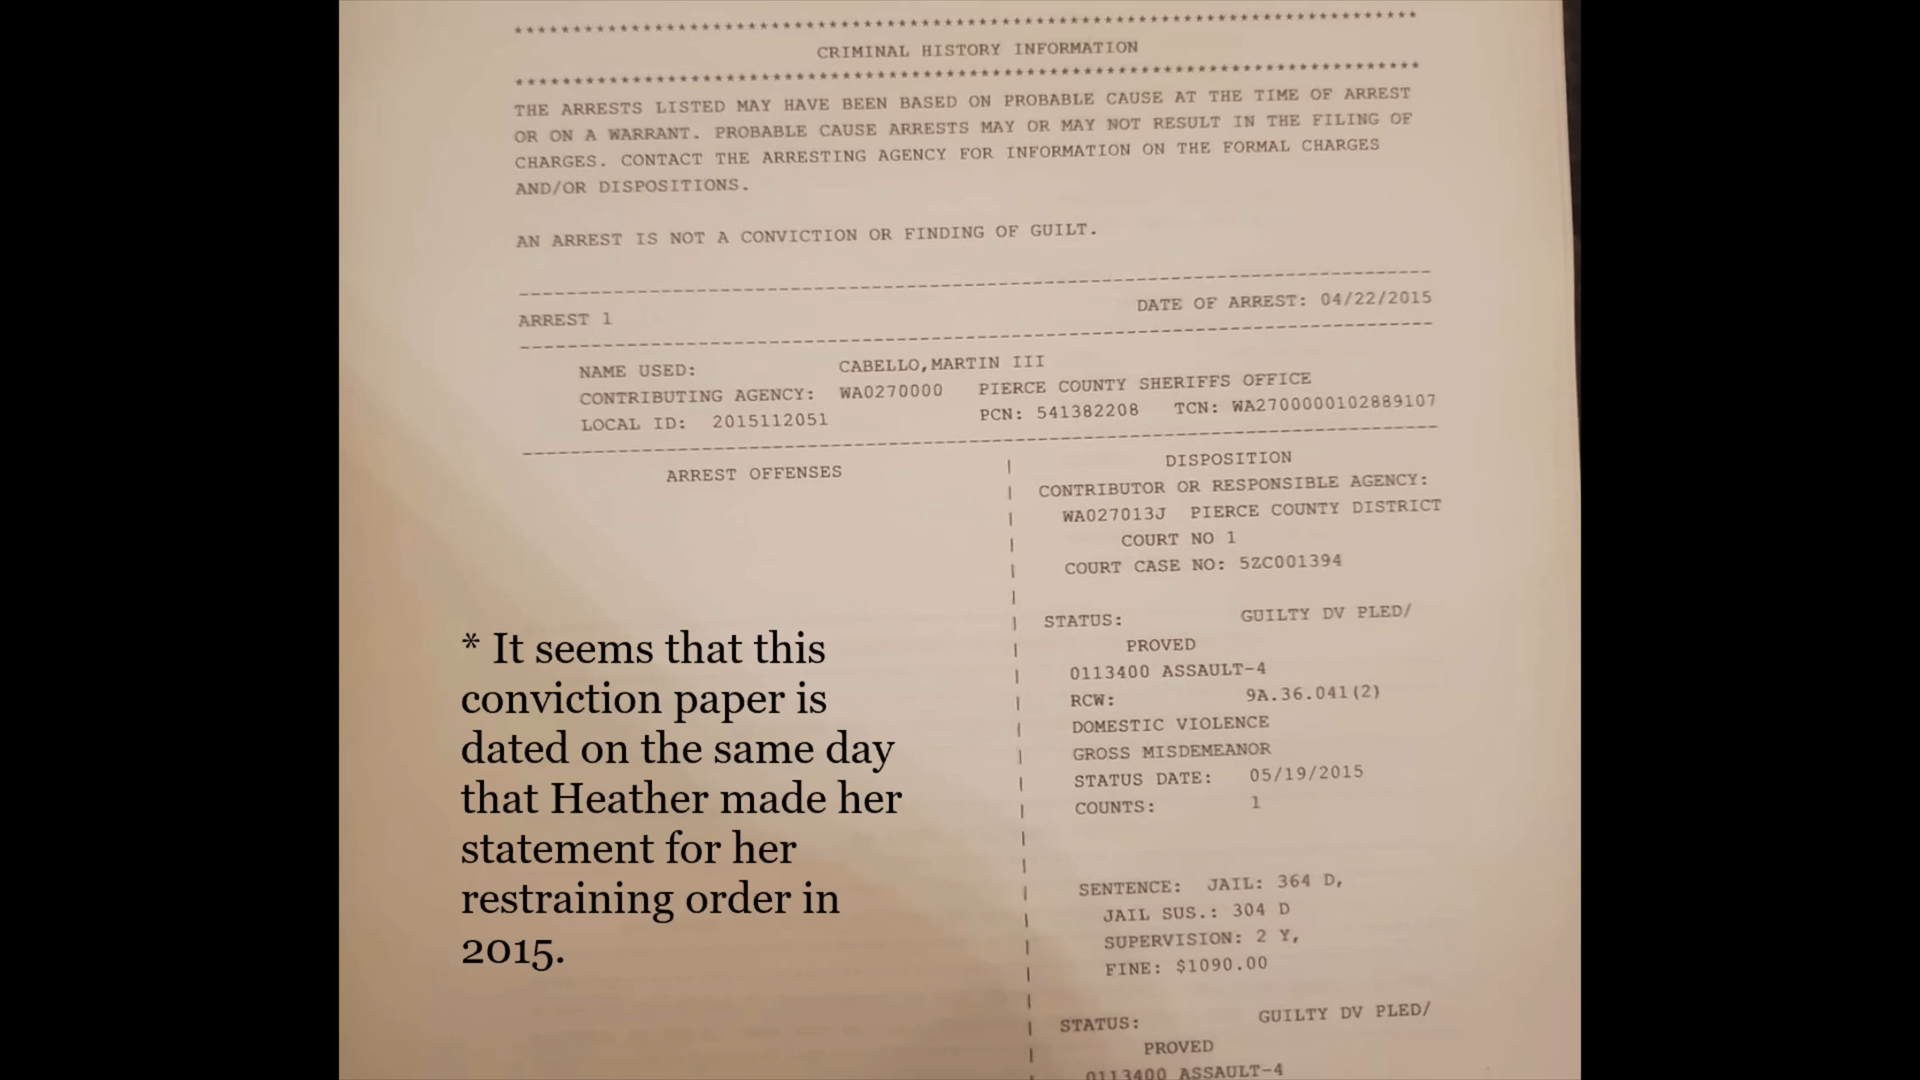 ********************************************************************************
CRIMINAL HISTORY INFORMATION
********************************************************************************
THE ARRESTS LISTED MAY HAVE BEEN BASED ON PROBABLE CAUSE AT THE TIME OF ARREST
OR ON A WARRANT. PROBABLE CAUSE ARRESTS MAY OR MAY NOT RESULT IN THE FILING OF
CHARGES. CONTACT THE ARRESTING AGENCY FOR INFORMATION ON THE FORMAL CHARGES
AND/OR DISPOSITIONS.
AN ARREST IS NOT A CONVICTION OR FINDING OF GUILT.
ARREST 1 DATE OF ARREST: 04/22/2015
NAME USED: CABELLO,MARTIN III
CONTRIBUTING AGENCY: WA0270000 PIERCE COUNTY SHERIFFS OFFICE
LOCAL ID: 2015112051 PCN: 541382208 TCN: WA2700000102889107
ARREST OFFENSES
DISPOSITION
CONTRIBUTOR OR RESPONSIBLE AGENCY:
WA027013J PIERCE COUNTY DISTRICT
COURT NO 1
COURT CASE NO: 5ZC001394
STATUS: GUILTY DV PLED/
PROVED
0113400 ASSAULT-4
RCW: 9A.36.041(2)
DOMESTIC VIOLENCE
GROSS MISDEMEANOR
STATUS DATE: 05/19/2015
COUNTS: 1
SENTENCE: JAIL: 364 D,
JAIL SUS.: 304 D
SUPERVISION: 2 Y,
FINE: $1090.00
STATUS: GUILTY DV PLED/
PROVED
0113400 ASSAULT-4
* It seems that this
conviction paper is
dated on the same day
that Heather made her
statement for her
restraining order in
2015.